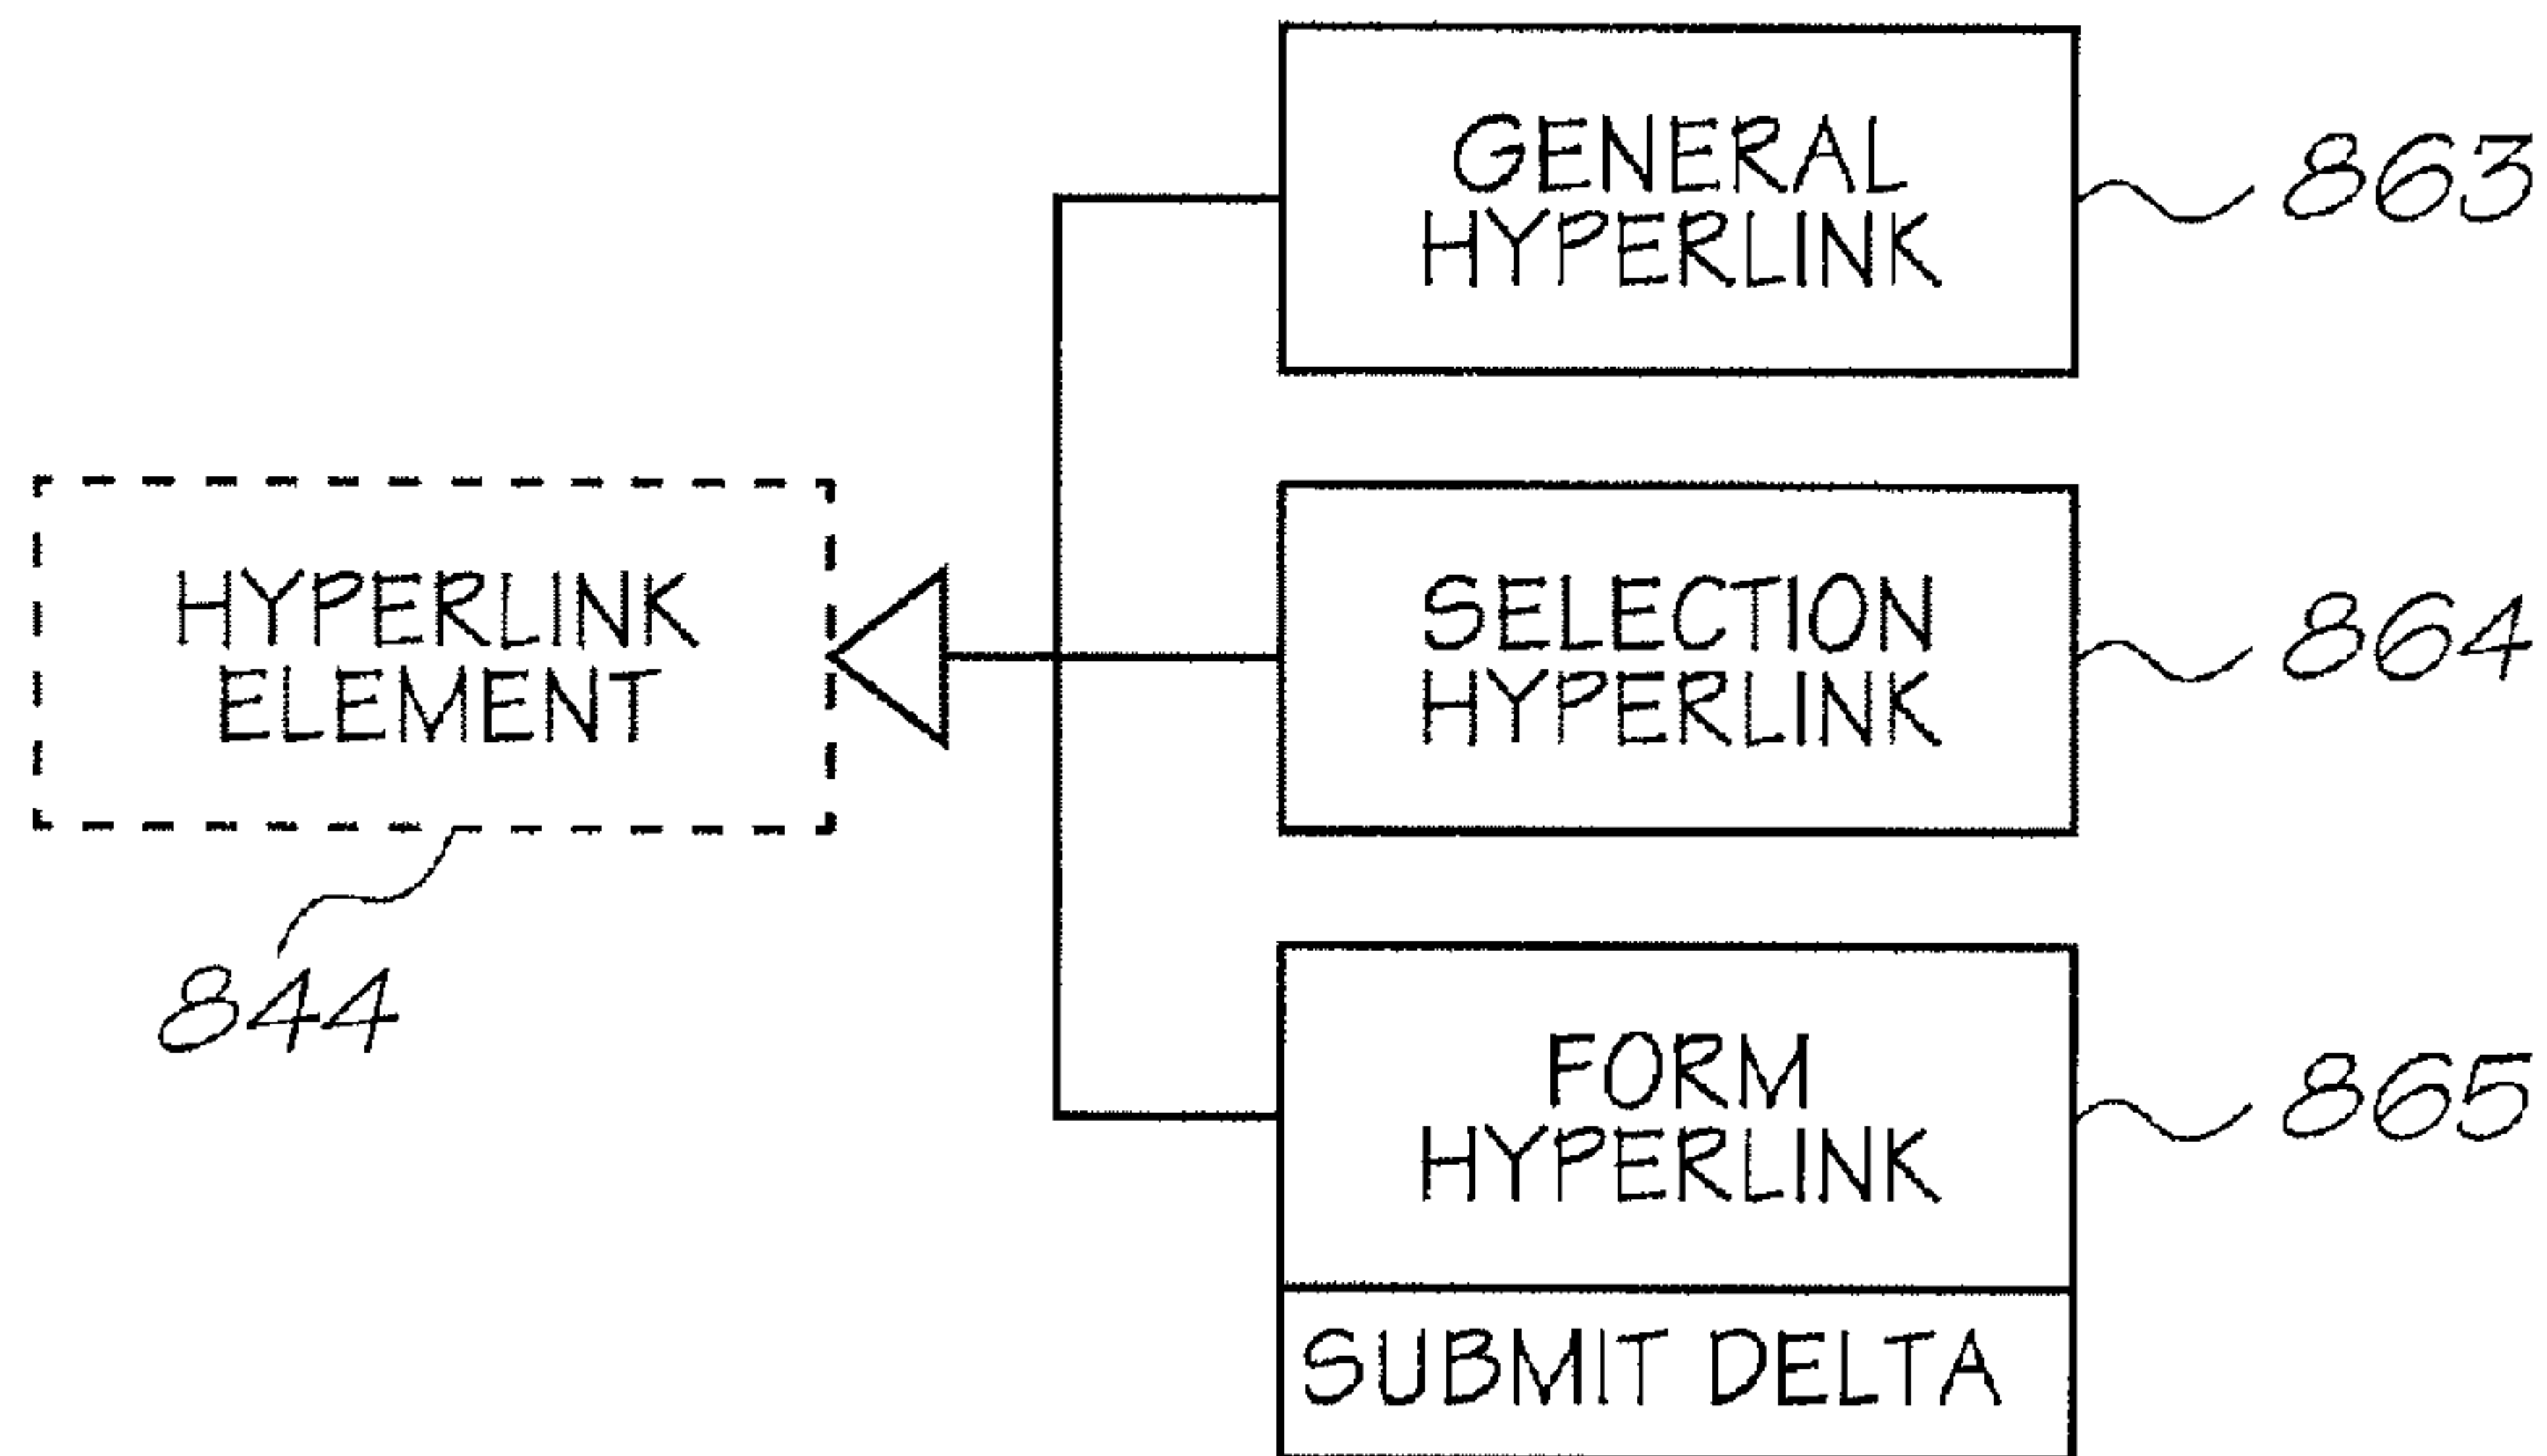 GENERAL
HYPERLINK
863
HYPERLINK
ELEMENT
844
SELECTION
HYPERLINK
864
FORM
HYPERLINK
865
SUBMIT DELTA